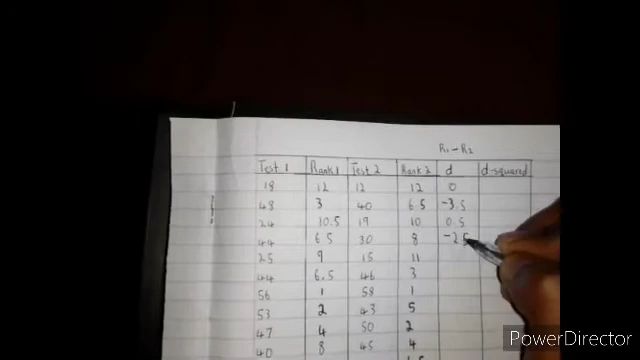 R₁ - R₂
Test 1 Rank 1 Test 2 Rank 2 d d-squared
18 12 12 12 0
48 3 40 6.5 -3.5
24 10.5 19 10 0.5
44 6.5 30 8 -2.5
25 9 15 11
44 6.5 46 3
56 1 58 1
53 2 43 5
47 4 50 2
40 8 45 4
PowerDirector